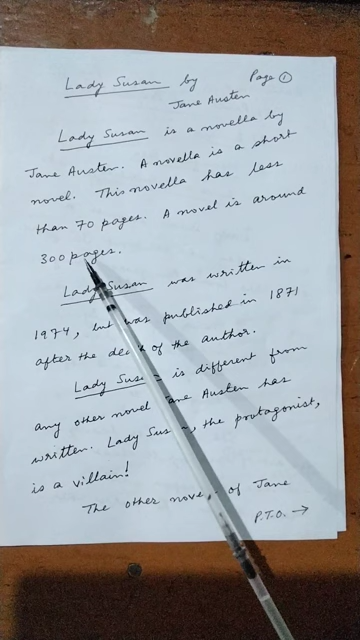 Lady Susan by Page 1
Jane Austen
Lady Susan is a novella by
Jane Austen. A novella is a short
novel. This novella has less
than 70 pages. A novel is around
300 pages.
Lady Susan was written in
1974, but was published in 1871
after the of the author.
Lady is different from
any other novel Jane Austen has
written. Lady the protagonist,
is a villain!
The other of Jane
P.T.O. →